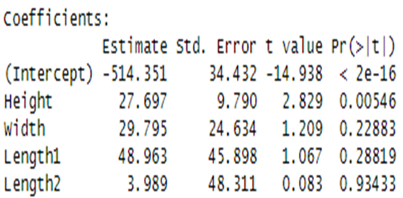 Coefficients:
Estimate Std. Error t value Pr(>|t|)
(Intercept) -514.351 34.432 -14.938 < 2e-16
Height 27.697 9.790 2.829 0.00546
Width 29.795 24.634 1.209 0.22883
Length1 48.963 45.898 1.067 0.28819
Length2 3.989 48.311 0.083 0.93433